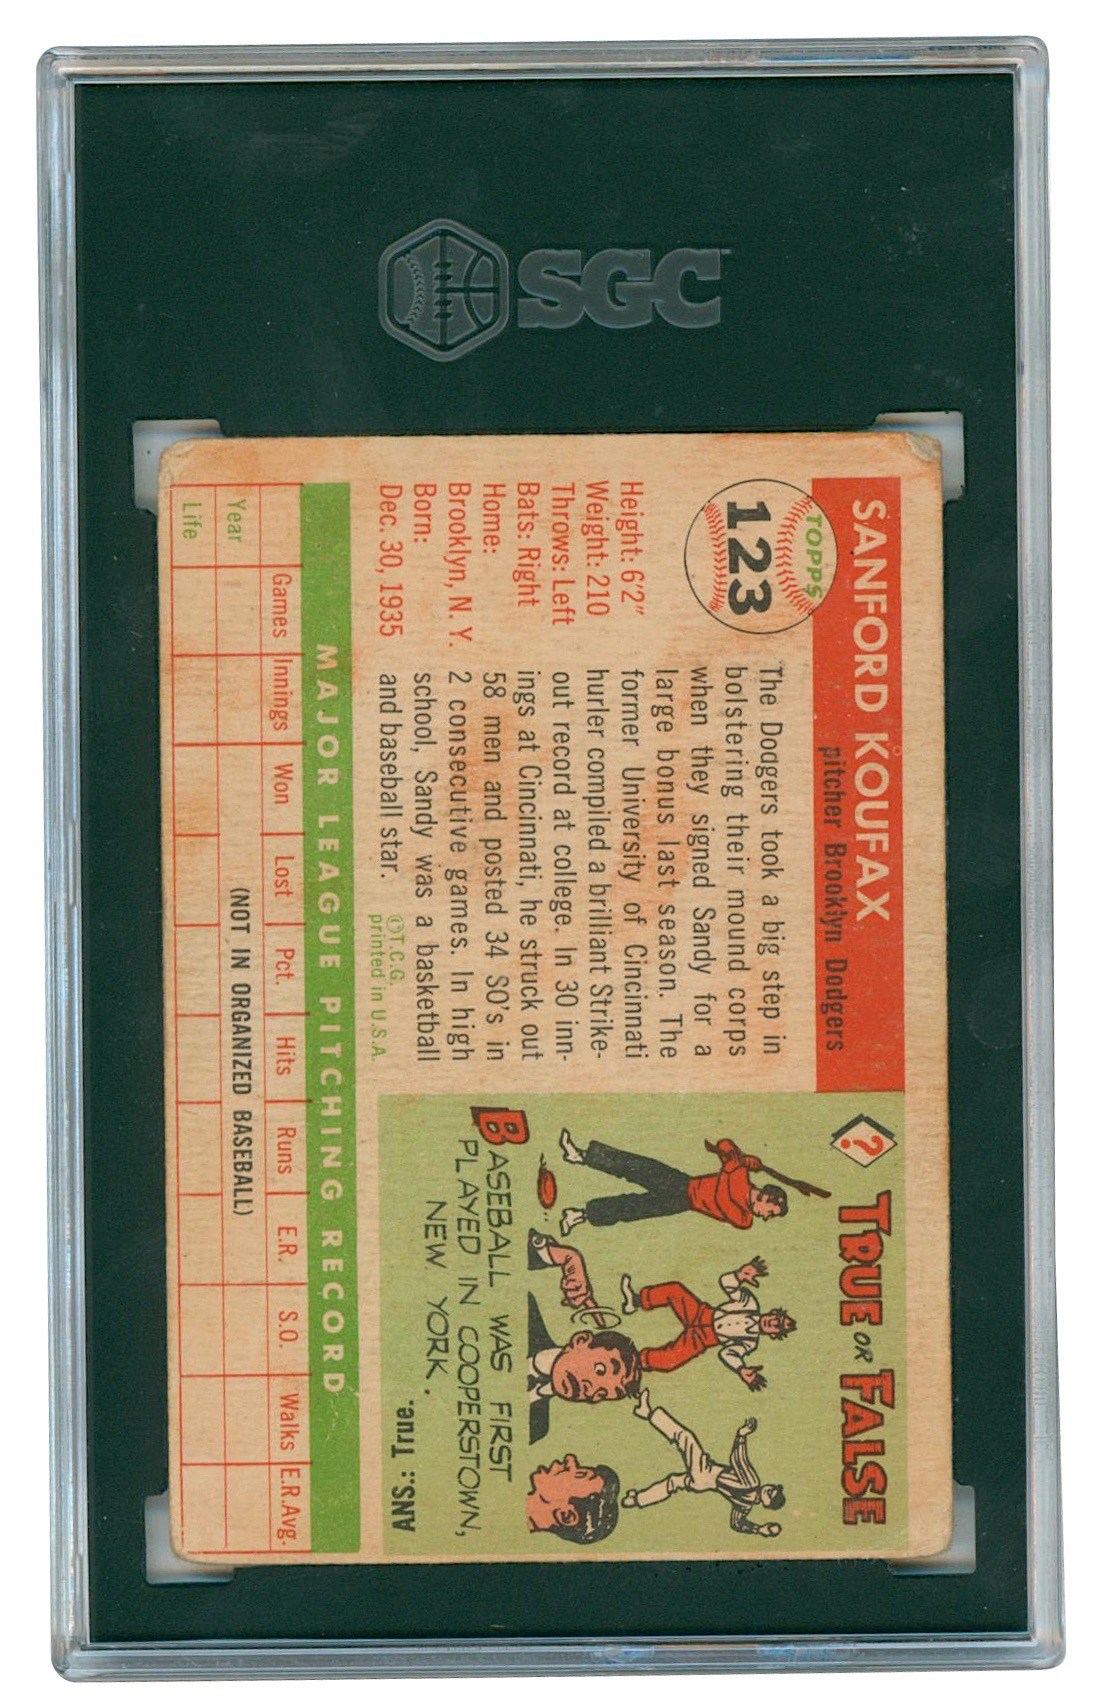 SGC
SANFORD KOUFAX
pitcher Brooklyn Dodgers
TOPPS
123
Height: 6'2"
Weight: 210
Throws: Left
Bats: Right
Home:
Brooklyn, N. Y.
Born:
Dec. 30, 1935
The Dodgers took a big step in
bolstering their mound corps
when they signed Sandy for a
large bonus last season. The
former University of Cincinnati
hurler compiled a brilliant Strike-
out record at college. In 30 inn-
ings at Cincinnati, he struck out
58 men and posted 34 SO's in
2 consecutive games. In high
school, Sandy was a basketball
and baseball star.
©T.C.G.
printed in U.S.A.
?
TRUE OR FALSE
BASEBALL WAS FIRST
PLAYED IN COOPERSTOWN,
NEW YORK.
ANS.: True.
MAJOR LEAGUE PITCHING RECORD
Games Innings Won Lost Pct. Hits Runs E.R. S.O. Walks E.R.Avg.
Year (NOT IN ORGANIZED BASEBALL)
Life